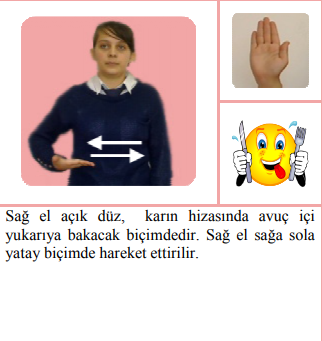 Sağ el açık düz, karın hizasında avuç içi
yukarıya bakacak biçimdedir. Sağ el sağa sola
yatay biçimde hareket ettirilir.